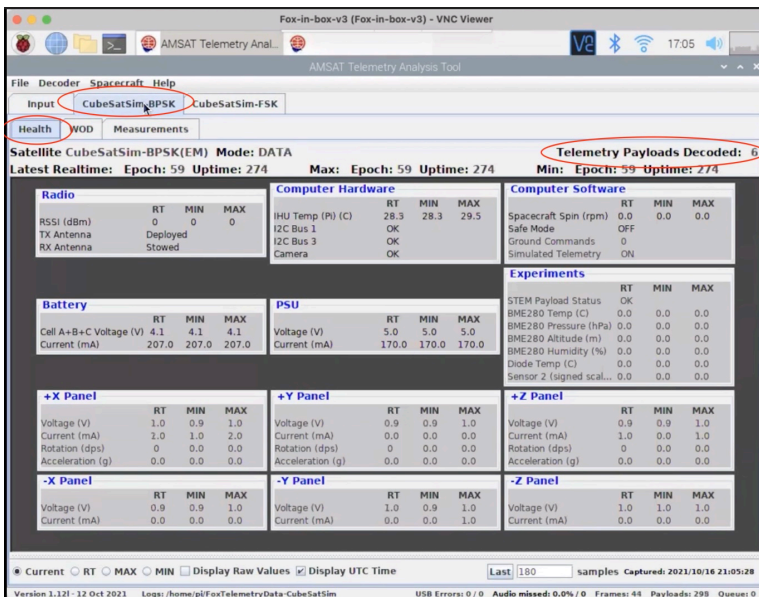 Fox-in-box-v3 (Fox-in-box-v3) - VNC Viewer
AMSAT Telemetry Anal... 17:05
AMSAT Telemetry Analysis Tool
File Decoder Spacecraft Help
Input CubeSatSim-BPSK CubeSatSim-FSK
Health WOD Measurements
Satellite CubeSatSim-BPSK(EM) Mode: DATA Telemetry Payloads Decoded: 6
Latest Realtime: Epoch: 59 Uptime: 274 Max: Epoch: 59 Uptime: 274 Min: Epoch: 59 Uptime: 274
Radio
RT MIN MAX
RSSI (dBm) 0 0 0
TX Antenna Deployed
RX Antenna Stowed
Computer Hardware
RT MIN MAX
IHU Temp (Pi) (C) 28.3 28.3 29.5
I2C Bus 1 OK
I2C Bus 3 OK
Camera OK
Computer Software
RT MIN MAX
Spacecraft Spin (rpm) 0.0 0.0 0.0
Safe Mode OFF
Ground Commands 0
Simulated Telemetry ON
Battery
RT MIN MAX
Cell A+B+C Voltage (V) 4.1 4.1 4.1
Current (mA) 207.0 207.0 207.0
PSU
RT MIN MAX
Voltage (V) 5.0 5.0 5.0
Current (mA) 170.0 170.0 170.0
Experiments
RT MIN MAX
STEM Payload Status OK
BME280 Temp (C) 0.0 0.0 0.0
BME280 Pressure (hPa) 0.0 0.0 0.0
BME280 Altitude (m) 0.0 0.0 0.0
BME280 Humidity (%) 0.0 0.0 0.0
Diode Temp (C) 0.0 0.0 0.0
Sensor 2 (signed scal... 0.0 0.0 0.0
+X Panel
RT MIN MAX
Voltage (V) 1.0 0.9 1.0
Current (mA) 1.0 1.0 2.0
Rotation (dps) 0 0.0 0.0
Acceleration (g) 0.0 0.0 0.0
+Y Panel
RT MIN MAX
Voltage (V) 0.9 0.9 1.0
Current (mA) 0.0 0.0 0.0
Rotation (dps) 0 0.0 0.0
Acceleration (g) 0.0 0.0 0.0
+Z Panel
RT MIN MAX
Voltage (V) 0.9 0.9 1.0
Current (mA) 1.0 0.0 1.0
Rotation (dps) 0 0.0 0.0
Acceleration (g) 0.0 0.0 0.0
-X Panel
RT MIN MAX
Voltage (V) 0.9 0.9 1.0
Current (mA) 0.0 0.0 0.0
-Y Panel
RT MIN MAX
Voltage (V) 1.0 0.9 1.0
Current (mA) 0.0 0.0 1.0
-Z Panel
RT MIN MAX
Voltage (V) 1.0 1.0 1.0
Current (mA) 0.0 0.0 0.0
Current RT MAX MIN Display Raw Values Display UTC Time Last 180 samples Captured: 2021/10/16 21:05:28
Version 1.12l - 12 Oct 2021 Logs: /home/pi/FoxTelemetryData-CubeSatSim USB Errors: 0 / 0 Audio missed: 0.0% / 0 Frames: 44 Payloads: 298 Queue: 0